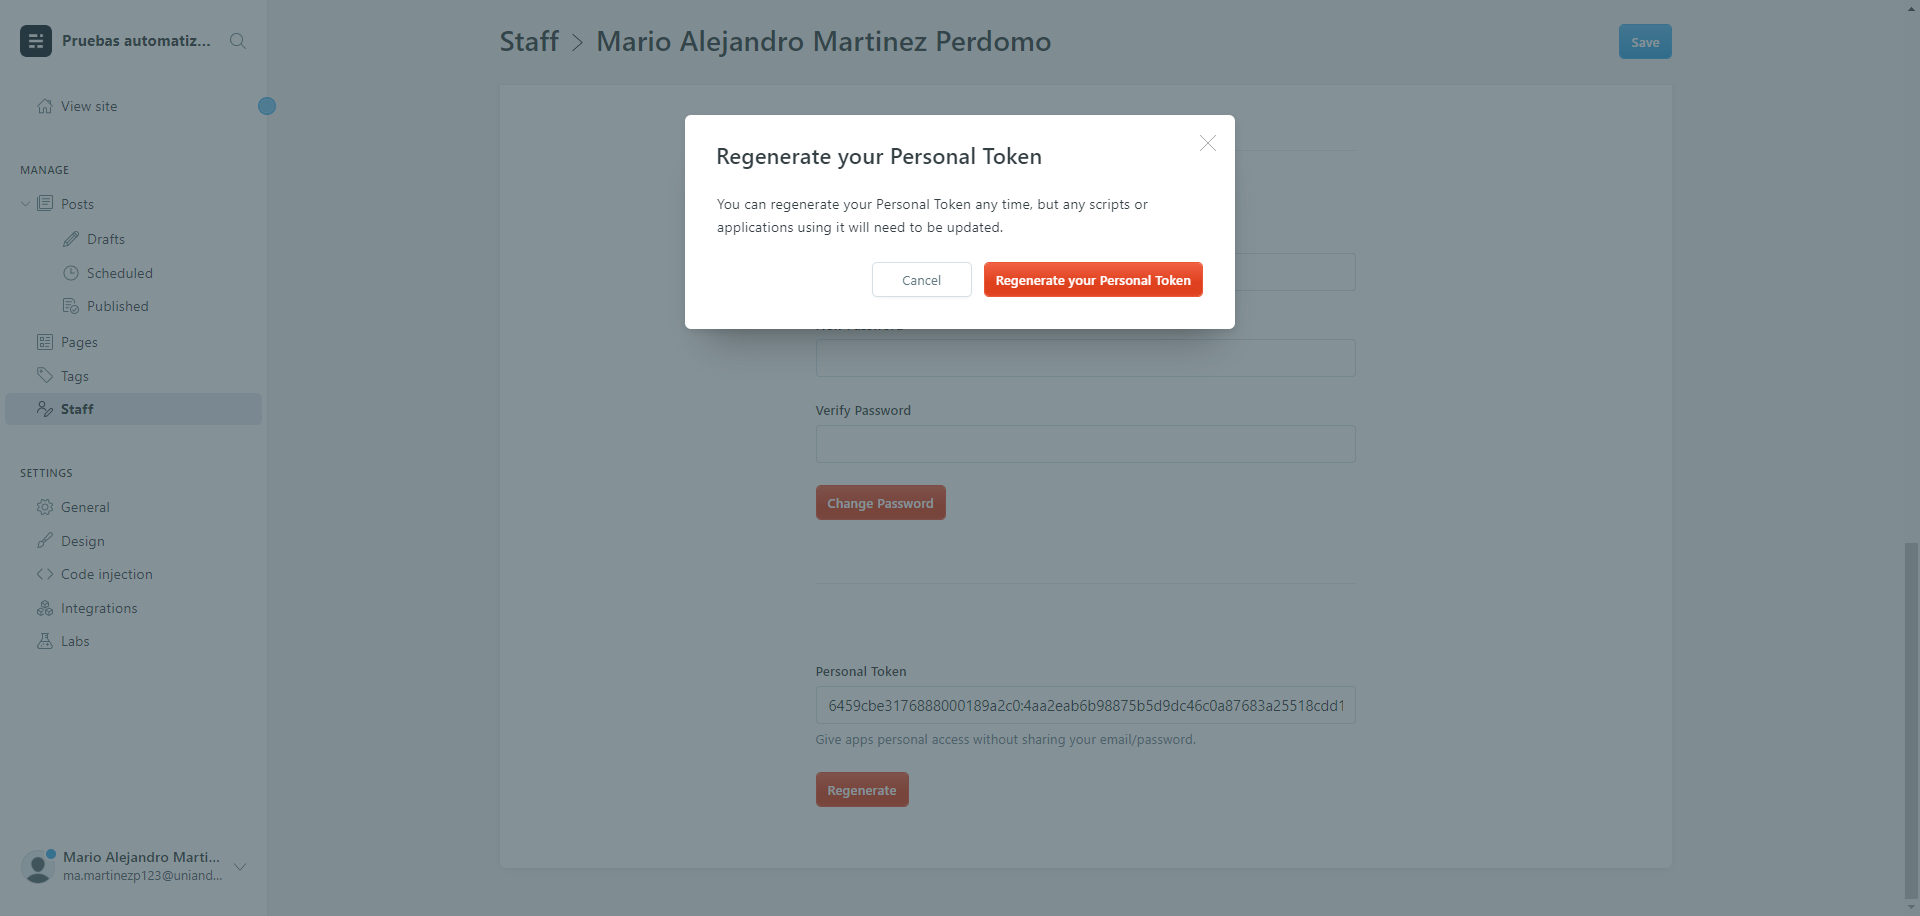 Pruebas automatiz...
View site
MANAGE
Posts
Drafts
Scheduled
Published
Pages
Tags
Staff
SETTINGS
General
Design
Code injection
Integrations
Labs
Mario Alejandro Marti...
ma.martinezp123@uniand...
Staff > Mario Alejandro Martinez Perdomo
Save
Regenerate your Personal Token
You can regenerate your Personal Token any time, but any scripts or
applications using it will need to be updated.
Cancel
Regenerate your Personal Token
Verify Password
Change Password
Personal Token
6459cbe3176888000189a2c0:4aa2eab6b98875b5d9dc46c0a87683a25518cdd1
Give apps personal access without sharing your email/password.
Regenerate